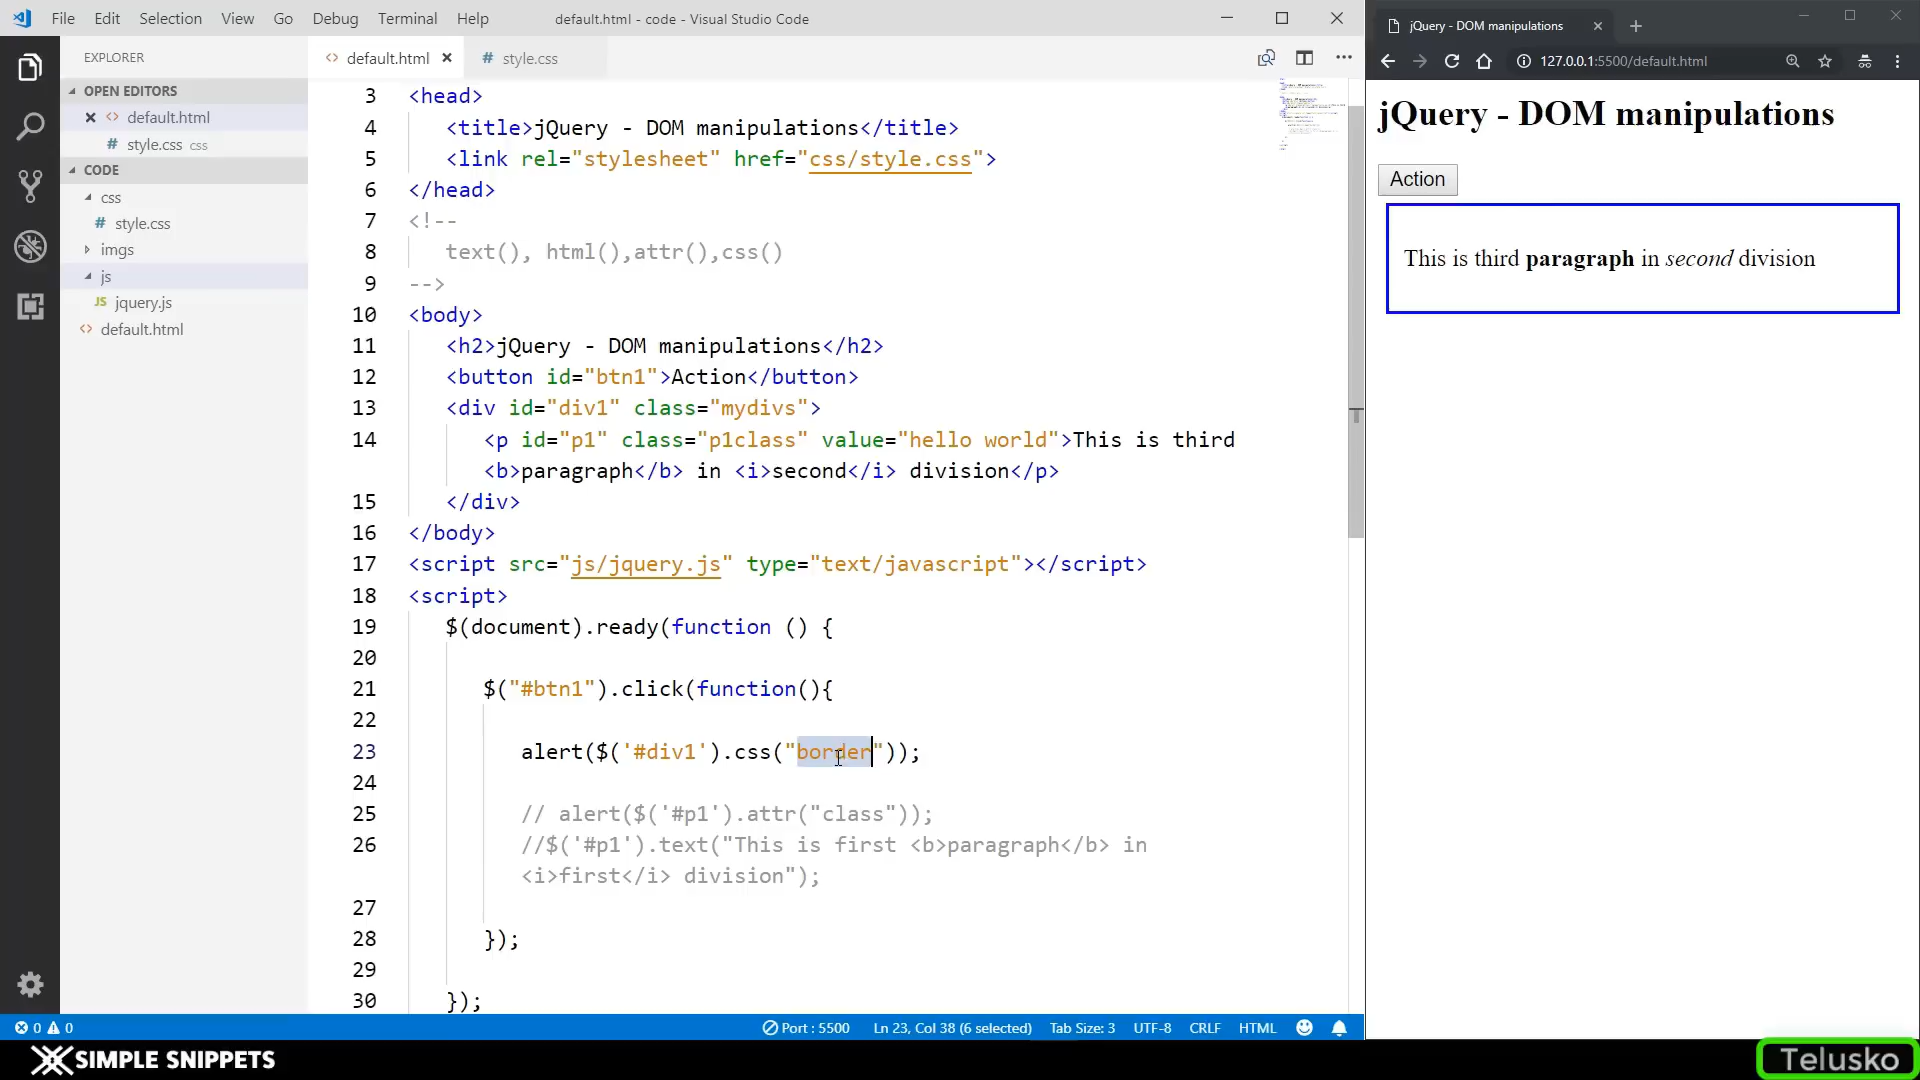 File Edit Selection View Go Debug Terminal Help
default.html - code - Visual Studio Code
EXPLORER
OPEN EDITORS
default.html
style.css css
CODE
css
style.css
imgs
js
jquery.js
default.html
default.html
style.css
3 <head>
4 <title>jQuery - DOM manipulations</title>
5 <link rel="stylesheet" href="css/style.css">
6 </head>
7 <!--
8 text(), html(),attr(),css()
9 -->
10 <body>
11 <h2>jQuery - DOM manipulations</h2>
12 <button id="btn1">Action</button>
13 <div id="div1" class="mydivs">
14 <p id="p1" class="p1class" value="hello world">This is third
<b>paragraph</b> in <i>second</i> division</p>
15 </div>
16 </body>
17 <script src="js/jquery.js" type="text/javascript"></script>
18 <script>
19 $(document).ready(function () {
20
21 $("#btn1").click(function(){
22
23 alert($('#div1').css("border"));
24
25 // alert($('#p1').attr("class"));
26 //$('#p1').text("This is first <b>paragraph</b> in
<i>first</i> division");
27
28 });
29
30 });
0 0
Port : 5500
Ln 23, Col 38 (6 selected)
Tab Size: 3
UTF-8
CRLF
HTML
jQuery - DOM manipulations
127.0.0.1:5500/default.html
jQuery - DOM manipulations
Action
This is third paragraph in second division
SIMPLE SNIPPETS
Telusko